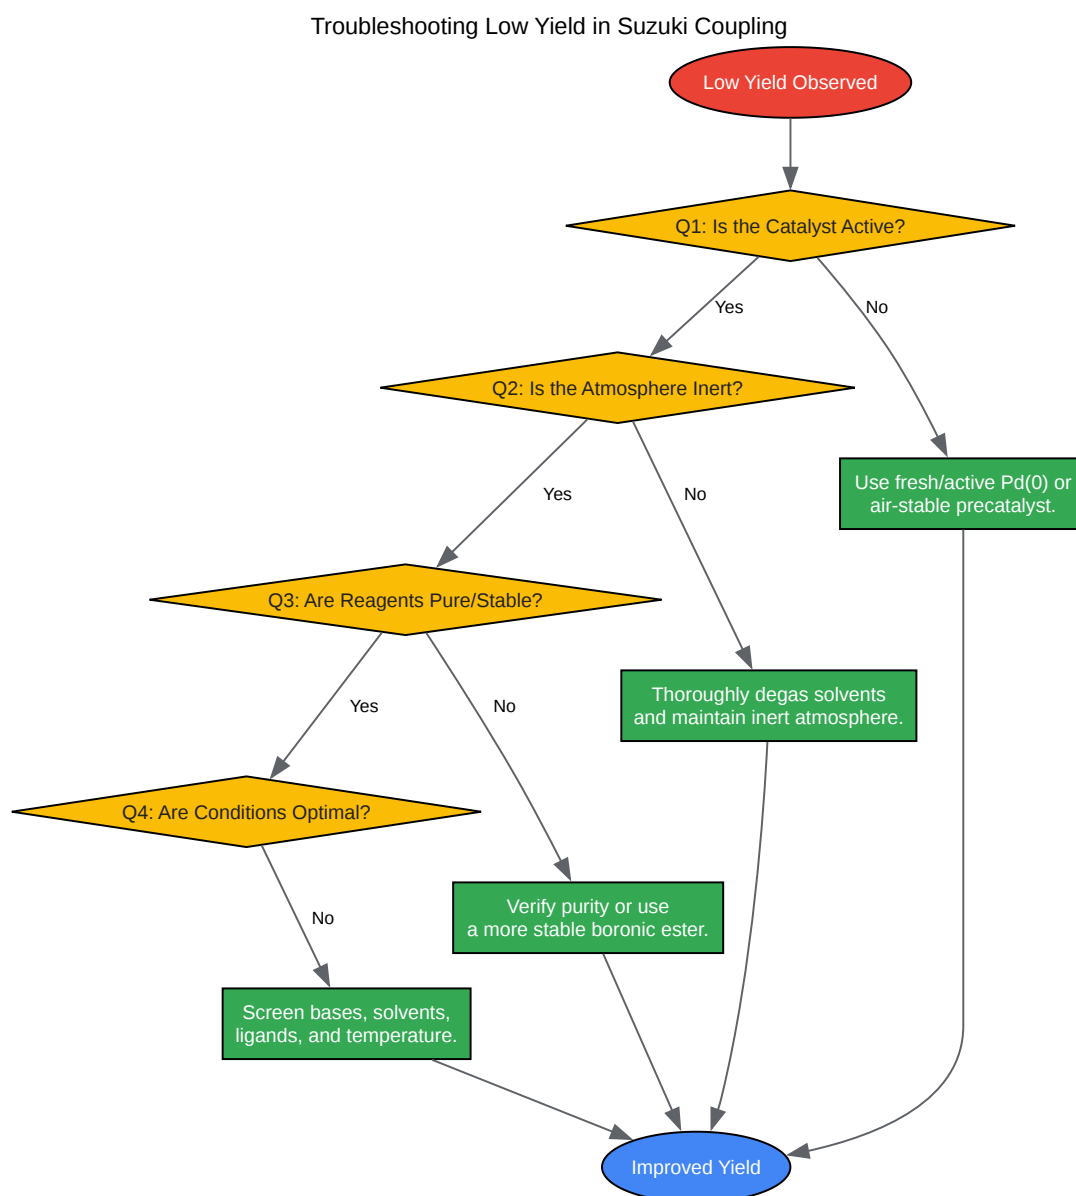 Troubleshooting Low Yield in Suzuki Coupling
Low Yield Observed
Q1: Is the Catalyst Active?
Yes
No
Q2: Is the Atmosphere Inert?
Use fresh/active Pd(0) or
air-stable precatalyst.
Yes
No
Q3: Are Reagents Pure/Stable?
Thoroughly degas solvents
and maintain inert atmosphere.
Yes
No
Q4: Are Conditions Optimal?
Verify purity or use
a more stable boronic ester.
No
Screen bases, solvents,
ligands, and temperature.
Improved Yield